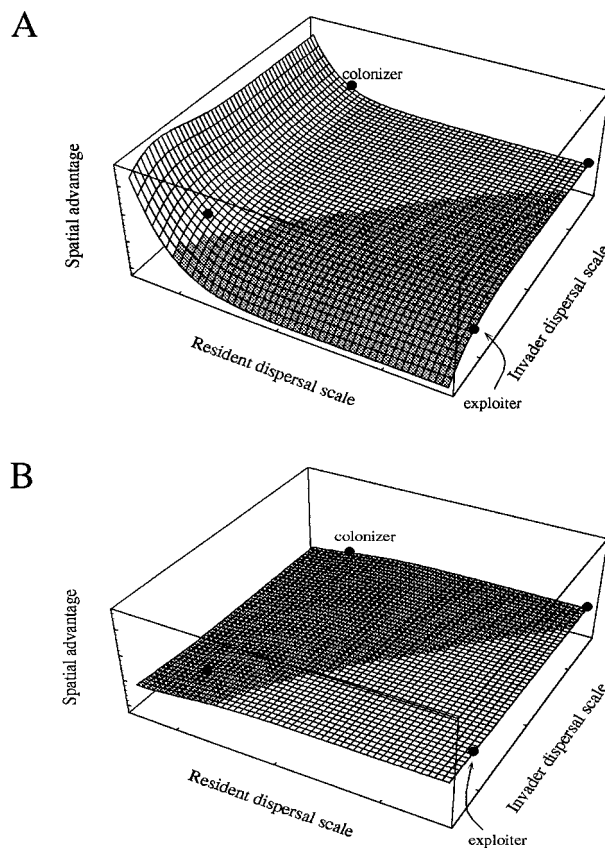 A
colonizer
Spatial advantage
Resident dispersal scale
Invader dispersal scale
exploiter
B
colonizer
Spatial advantage
Resident dispersal scale
Invader dispersal scale
exploiter